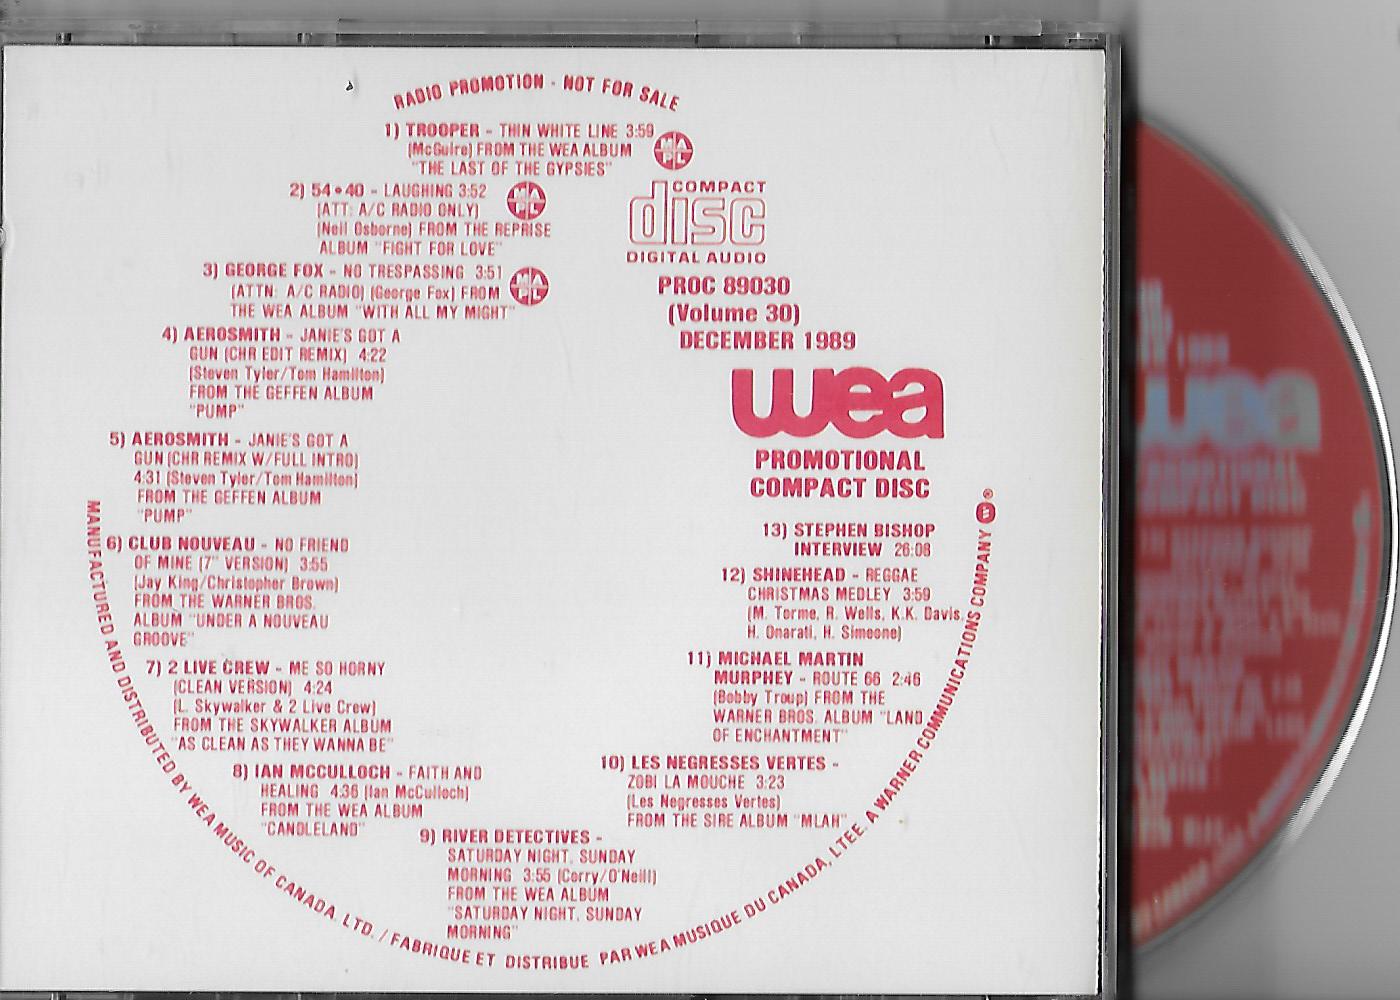 RADIO PROMOTION - NOT FOR SALE
1) TROOPER - THIN WHITE LINE 3:59
(McGuire) FROM THE WEA ALBUM
"THE LAST OF THE GYPSIES"
MAPL
2) 54•40 - LAUGHING 3:52
(ATT: A/C RADIO ONLY)
(Neil Osborne) FROM THE REPRISE
ALBUM "FIGHT FOR LOVE"
MAPL
3) GEORGE FOX - NO TRESPASSING 3:51
(ATTN: A/C RADIO) (George Fox) FROM
THE WEA ALBUM "WITH ALL MY MIGHT"
MAPL
4) AEROSMITH - JANIE'S GOT A
GUN (CHR EDIT REMIX) 4:22
(Steven Tyler/Tom Hamilton)
FROM THE GEFFEN ALBUM
"PUMP"
5) AEROSMITH - JANIE'S GOT A
GUN (CHR REMIX W/FULL INTRO)
4:31 (Steven Tyler/Tom Hamilton)
FROM THE GEFFEN ALBUM
"PUMP"
6) CLUB NOUVEAU - NO FRIEND
OF MINE (7" VERSION) 3:55
(Jay King/Christopher Brown)
FROM THE WARNER BROS.
ALBUM "UNDER A NOUVEAU
GROOVE"
7) 2 LIVE CREW - ME SO HORNY
(CLEAN VERSION) 4:24
(L. Skywalker & 2 Live Crew)
FROM THE SKYWALKER ALBUM
"AS CLEAN AS THEY WANNA BE"
8) IAN MCCULLOCH - FAITH AND
HEALING 4:36 (Ian McCulloch)
FROM THE WEA ALBUM
"CANDLELAND"
9) RIVER DETECTIVES -
SATURDAY NIGHT, SUNDAY
MORNING 3:55 (Corry/O'Neill)
FROM THE WEA ALBUM
"SATURDAY NIGHT, SUNDAY
MORNING"
COMPACT
disc
DIGITAL AUDIO
PROC 89030
(Volume 30)
DECEMBER 1989
wea
PROMOTIONAL
COMPACT DISC
13) STEPHEN BISHOP
INTERVIEW 26:08
12) SHINEHEAD - REGGAE
CHRISTMAS MEDLEY 3:59
(M. Torme, R. Wells, K.K. Davis,
H. Onarati, H. Simeone)
11) MICHAEL MARTIN
MURPHEY - ROUTE 66 2:46
(Bobby Troup) FROM THE
WARNER BROS. ALBUM "LAND
OF ENCHANTMENT"
10) LES NEGRESSES VERTES -
ZOBI LA MOUCHE 3:23
(Les Negresses Vertes)
FROM THE SIRE ALBUM "MLAH"
MANUFACTURED AND DISTRIBUTED BY WEA MUSIC OF CANADA, LTD. / FABRIQUE ET DISTRIBUE PAR WEA MUSIQUE DU CANADA, LTEE. A WARNER COMMUNICATIONS COMPANY W®
1989
wea
PROMOTIONAL
COMPACT DISC